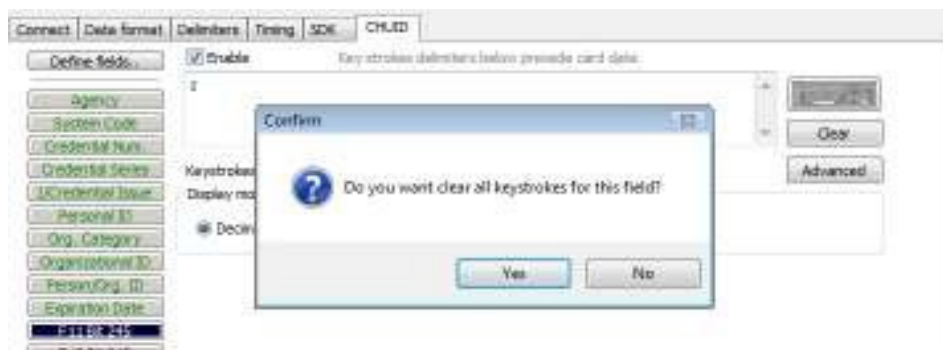 Connect Data format Delimiters Timing SDK CHUID
Define fields...
Enable
Key strokes delimiters below precede card data
Agency
System Code
Credential Num.
Credential Series
Personal ID
Org. Category
Organizational ID
Person/Org. ID
Expiration Date
Clear
Keystrokes
Advanced
Confirm
Do you want clear all keystrokes for this field?
Yes
No